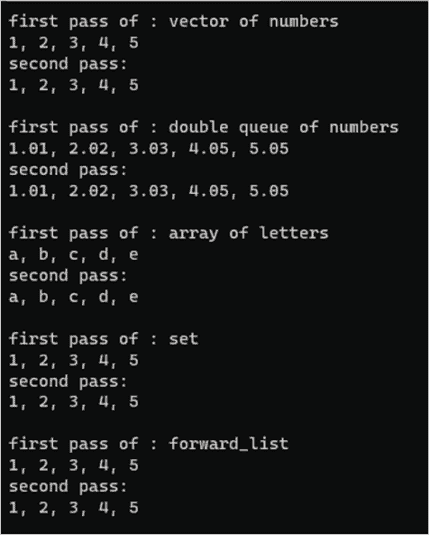 first pass of : vector of numbers
1, 2, 3, 4, 5
second pass:
1, 2, 3, 4, 5
first pass of : double queue of numbers
1.01, 2.02, 3.03, 4.05, 5.05
second pass:
1.01, 2.02, 3.03, 4.05, 5.05
first pass of : array of letters
a, b, c, d, e
second pass:
a, b, c, d, e
first pass of : set
1, 2, 3, 4, 5
second pass:
1, 2, 3, 4, 5
first pass of : forward_list
1, 2, 3, 4, 5
second pass:
1, 2, 3, 4, 5